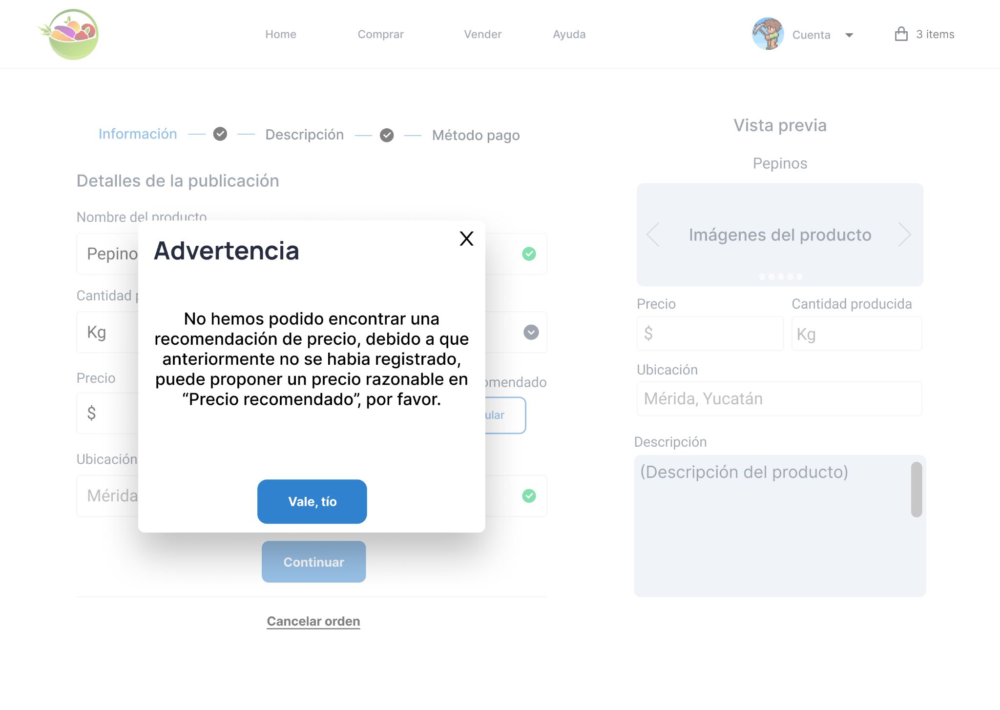 Home
Comprar
Vender
Ayuda
Cuenta
3 items
Información
Descripción
Método pago
Detalles de la publicación
Nombre del producto
Pepino
Cantidad
Kg
Precio
$
omendado
ular
Ubicación
Mérida
Advertencia
X
No hemos podido encontrar una
recomendación de precio, debido a que
anteriormente no se habia registrado,
puede proponer un precio razonable en
“Precio recomendado”, por favor.
Vale, tío
Continuar
Cancelar orden
Vista previa
Pepinos
Imágenes del producto
Precio
Cantidad producida
$
Kg
Ubicación
Mérida, Yucatán
Descripción
(Descripción del producto)